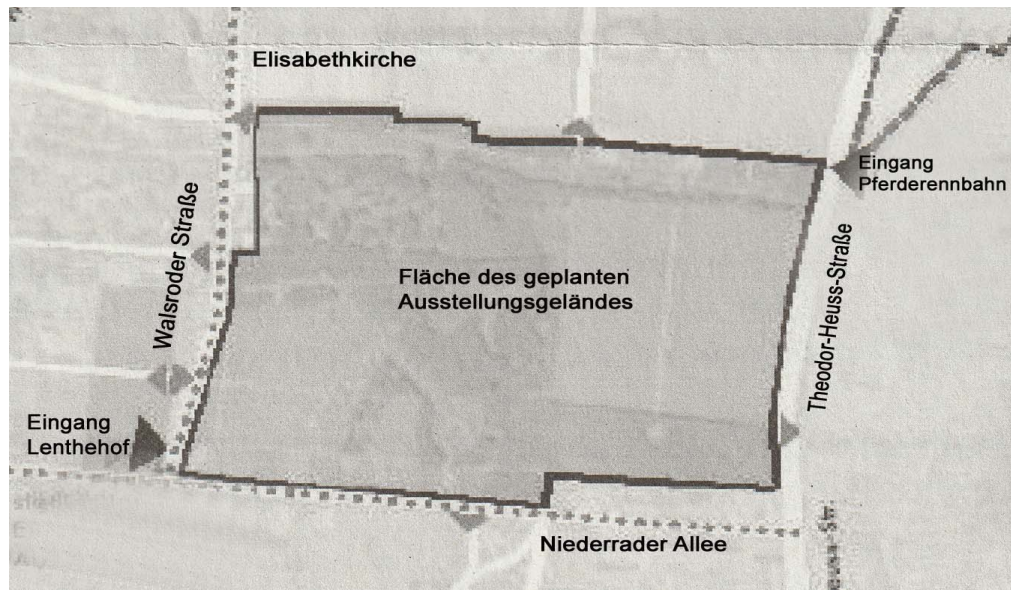 Elisabethkirche
Eingang
Pferderennbahn
Walsroder Straße
Fläche des geplanten
Ausstellungsgeländes
Theodor-Heuss-Straße
Eingang
Lenthehof
Niederrader Allee